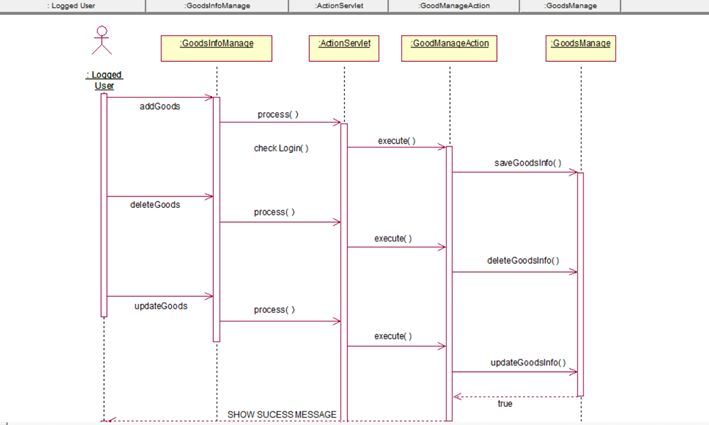 : Logged User
:GoodsInfoManage
:ActionServlet
:GoodManageAction
:GoodsManage
:GoodsInfoManage
:ActionServlet
:GoodManageAction
:GoodsManage
: Logged
User
addGoods
process( )
check Login( )
execute( )
saveGoodsInfo( )
deleteGoods
process( )
execute( )
deleteGoodsInfo( )
updateGoods
process( )
execute( )
updateGoodsInfo( )
true
SHOW SUCESS MESSAGE